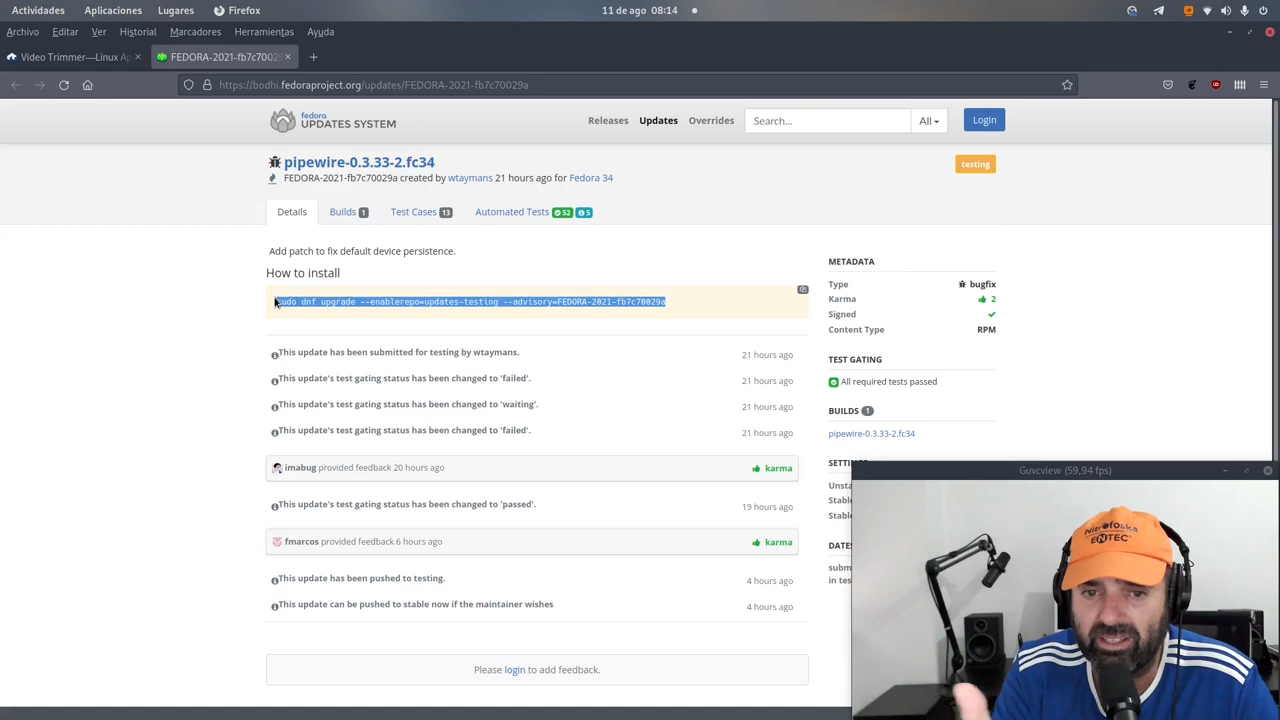 Actividades Aplicaciones Lugares Firefox 11 de ago 08:14
Archivo Editar Ver Historial Marcadores Herramientas Ayuda
Video Trimmer—Linux Ap FEDORA-2021-fb7c70029
https://bodhi.fedoraproject.org/updates/FEDORA-2021-fb7c70029a
fedora
UPDATES SYSTEM
Releases Updates Overrides Search... All Login
pipewire-0.3.33-2.fc34 testing
FEDORA-2021-fb7c70029a created by wtaymans 21 hours ago for Fedora 34
Details Builds 1 Test Cases 13 Automated Tests 52 5
Add patch to fix default device persistence.
How to install
sudo dnf upgrade --enablerepo=updates-testing --advisory=FEDORA-2021-fb7c70029a
This update has been submitted for testing by wtaymans. 21 hours ago
This update's test gating status has been changed to 'failed'. 21 hours ago
This update's test gating status has been changed to 'waiting'. 21 hours ago
This update's test gating status has been changed to 'failed'. 21 hours ago
imabug provided feedback 20 hours ago karma
This update's test gating status has been changed to 'passed'. 19 hours ago
fmarcos provided feedback 6 hours ago karma
This update has been pushed to testing. 4 hours ago
This update can be pushed to stable now if the maintainer wishes 4 hours ago
Please login to add feedback.
METADATA
Type bugfix
Karma 2
Signed
Content Type RPM
TEST GATING
All required tests passed
BUILDS 1
pipewire-0.3.33-2.fc34
SETTINGS
Unsta
Stabl
Stabl
DATES
subm
in tes
Guvcview (59,94 fps)
Nitrofoska
ENTEC